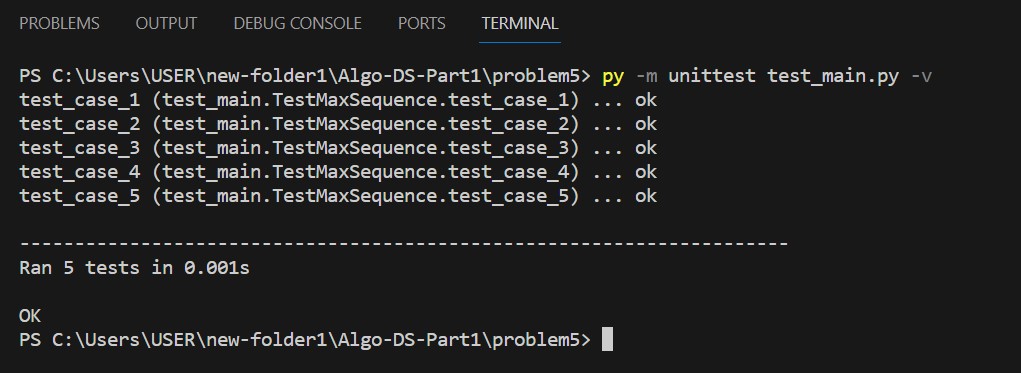 PROBLEMS OUTPUT DEBUG CONSOLE PORTS TERMINAL
PS C:\Users\USER\new-folder1\Algo-DS-Part1\problem5> py -m unittest test_main.py -v
test_case_1 (test_main.TestMaxSequence.test_case_1) ... ok
test_case_2 (test_main.TestMaxSequence.test_case_2) ... ok
test_case_3 (test_main.TestMaxSequence.test_case_3) ... ok
test_case_4 (test_main.TestMaxSequence.test_case_4) ... ok
test_case_5 (test_main.TestMaxSequence.test_case_5) ... ok
----------------------------------------------------------------------
Ran 5 tests in 0.001s
OK
PS C:\Users\USER\new-folder1\Algo-DS-Part1\problem5>